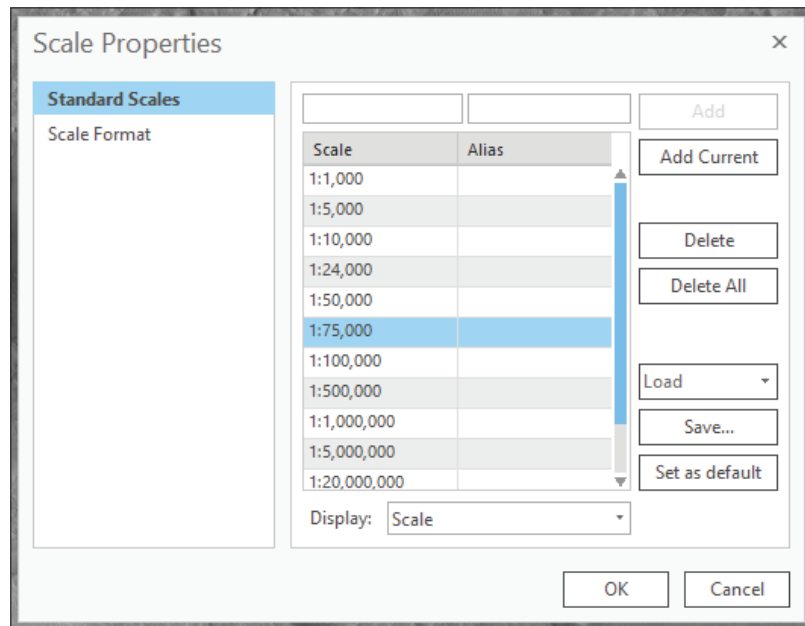 Scale Properties
Standard Scales
Scale Format
Add
Scale Alias
Add Current
1:1,000
1:5,000
1:10,000
Delete
1:24,000
Delete All
1:50,000
1:75,000
1:100,000
Load
1:500,000
1:1,000,000
Save...
1:5,000,000
Set as default
1:20,000,000
Display: Scale
OK Cancel